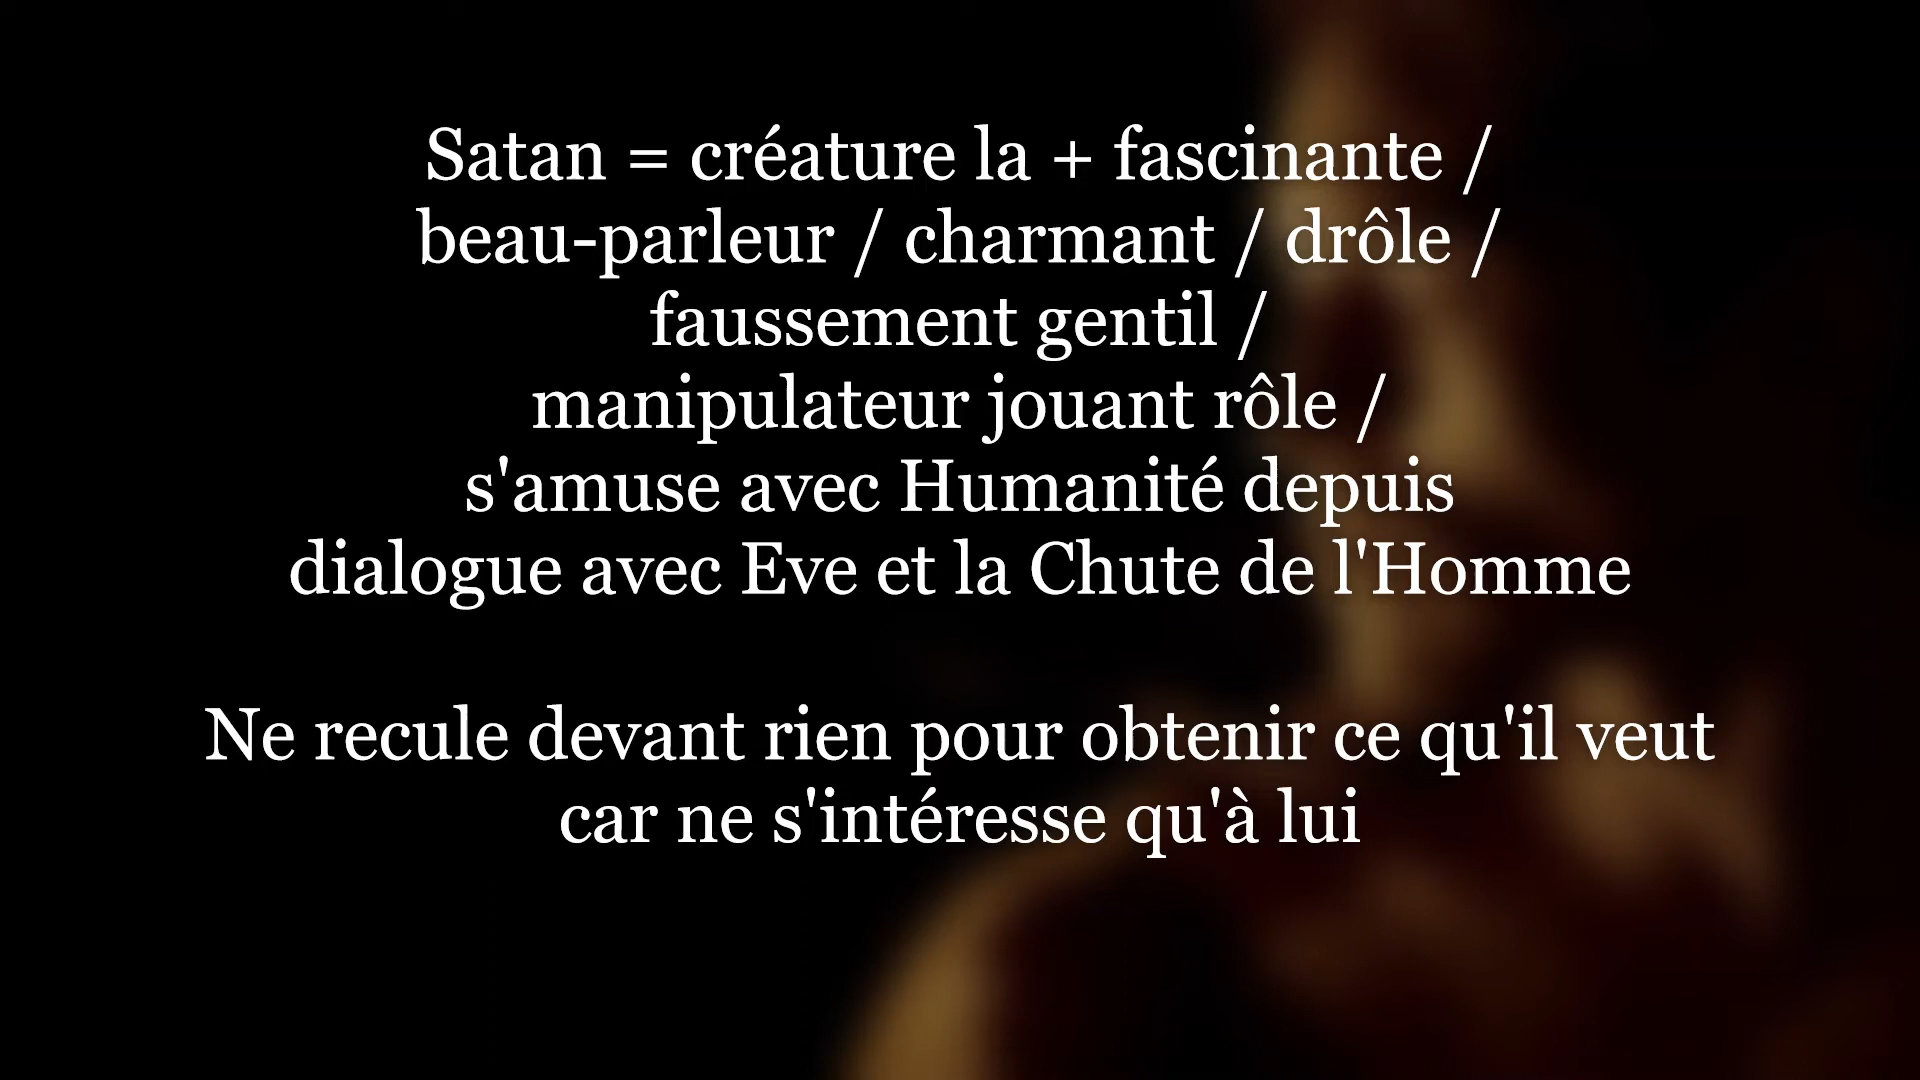 Satan = créature la + fascinante /
beau-parleur / charmant / drôle /
faussement gentil /
manipulateur jouant rôle /
s'amuse avec Humanité depuis
dialogue avec Eve et la Chute de l'Homme
Ne recule devant rien pour obtenir ce qu'il veut
car ne s'intéresse qu'à lui